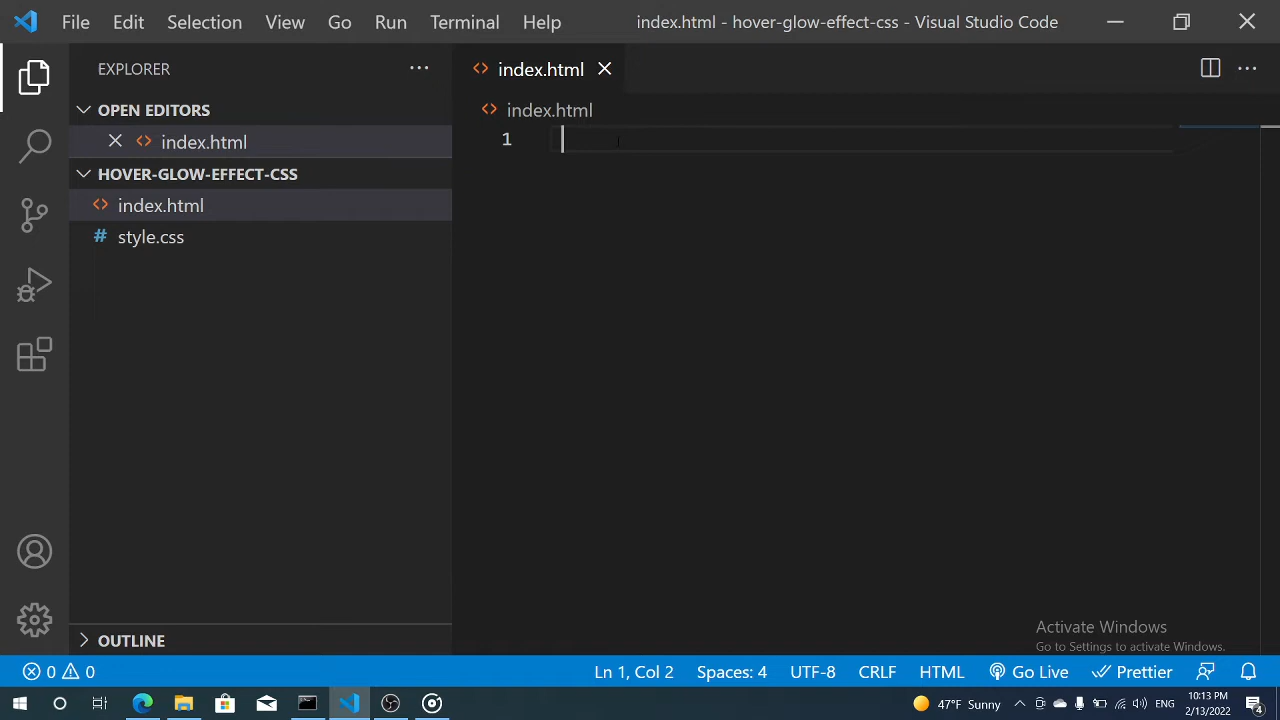 File Edit Selection View Go Run Terminal Help index.html - hover-glow-effect-css - Visual Studio Code
EXPLORER
index.html
OPEN EDITORS
index.html
index.html
1
HOVER-GLOW-EFFECT-CSS
index.html
# style.css
OUTLINE
Activate Windows
Go to Settings to activate Windows.
0 0 Ln 1, Col 2 Spaces: 4 UTF-8 CRLF HTML Go Live Prettier
47°F Sunny
10:13 PM
2/13/2022
4